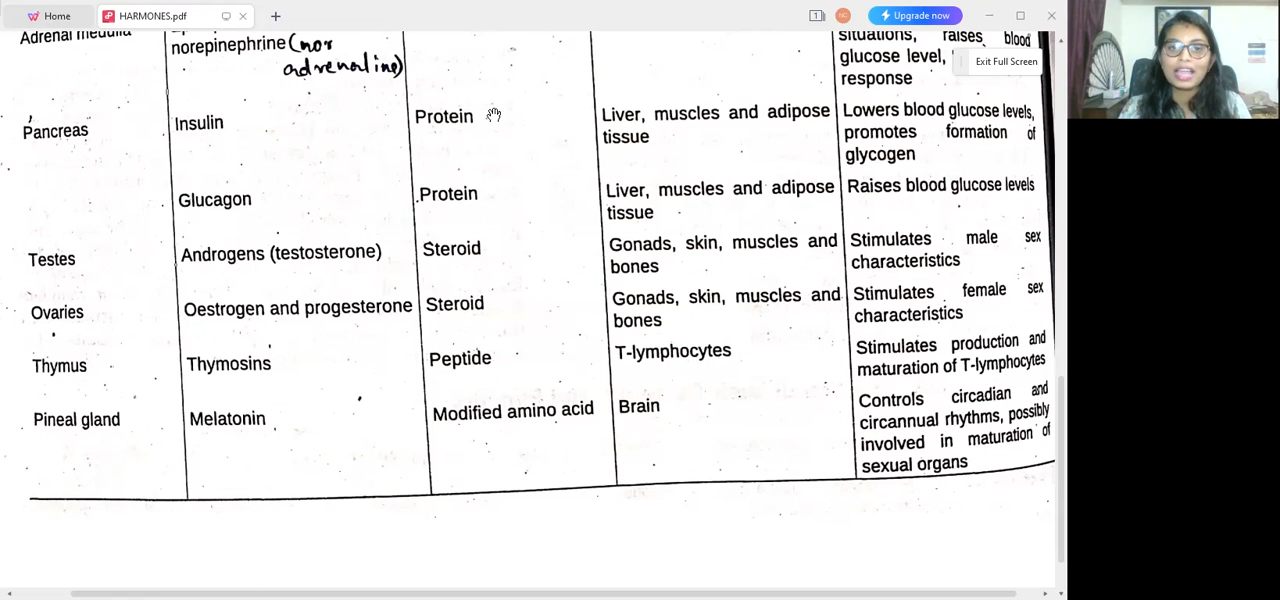 Home
HARMONES.pdf
1
NC
Upgrade now
Exit Full Screen
Adrenal medulla
norepinephrine (nor
adrenaline)
situations, raises blood
glucose level,
response
Pancreas
Insulin
Protein
Liver, muscles and adipose
tissue
Lowers blood glucose levels,
promotes formation of
glycogen
Glucagon
Protein
Liver, muscles and adipose
tissue
Raises blood glucose levels
Testes
Androgens (testosterone)
Steroid
Gonads, skin, muscles and
bones
Stimulates male sex
characteristics
Ovaries
Oestrogen and progesterone
Steroid
Gonads, skin, muscles and
bones
Stimulates female sex
characteristics
Thymus
Thymosins
Peptide
T-lymphocytes
Stimulates production and
maturation of T-lymphocytes
Pineal gland
Melatonin
Modified amino acid
Brain
Controls circadian and
circannual rhythms, possibly
involved in maturation of
sexual organs